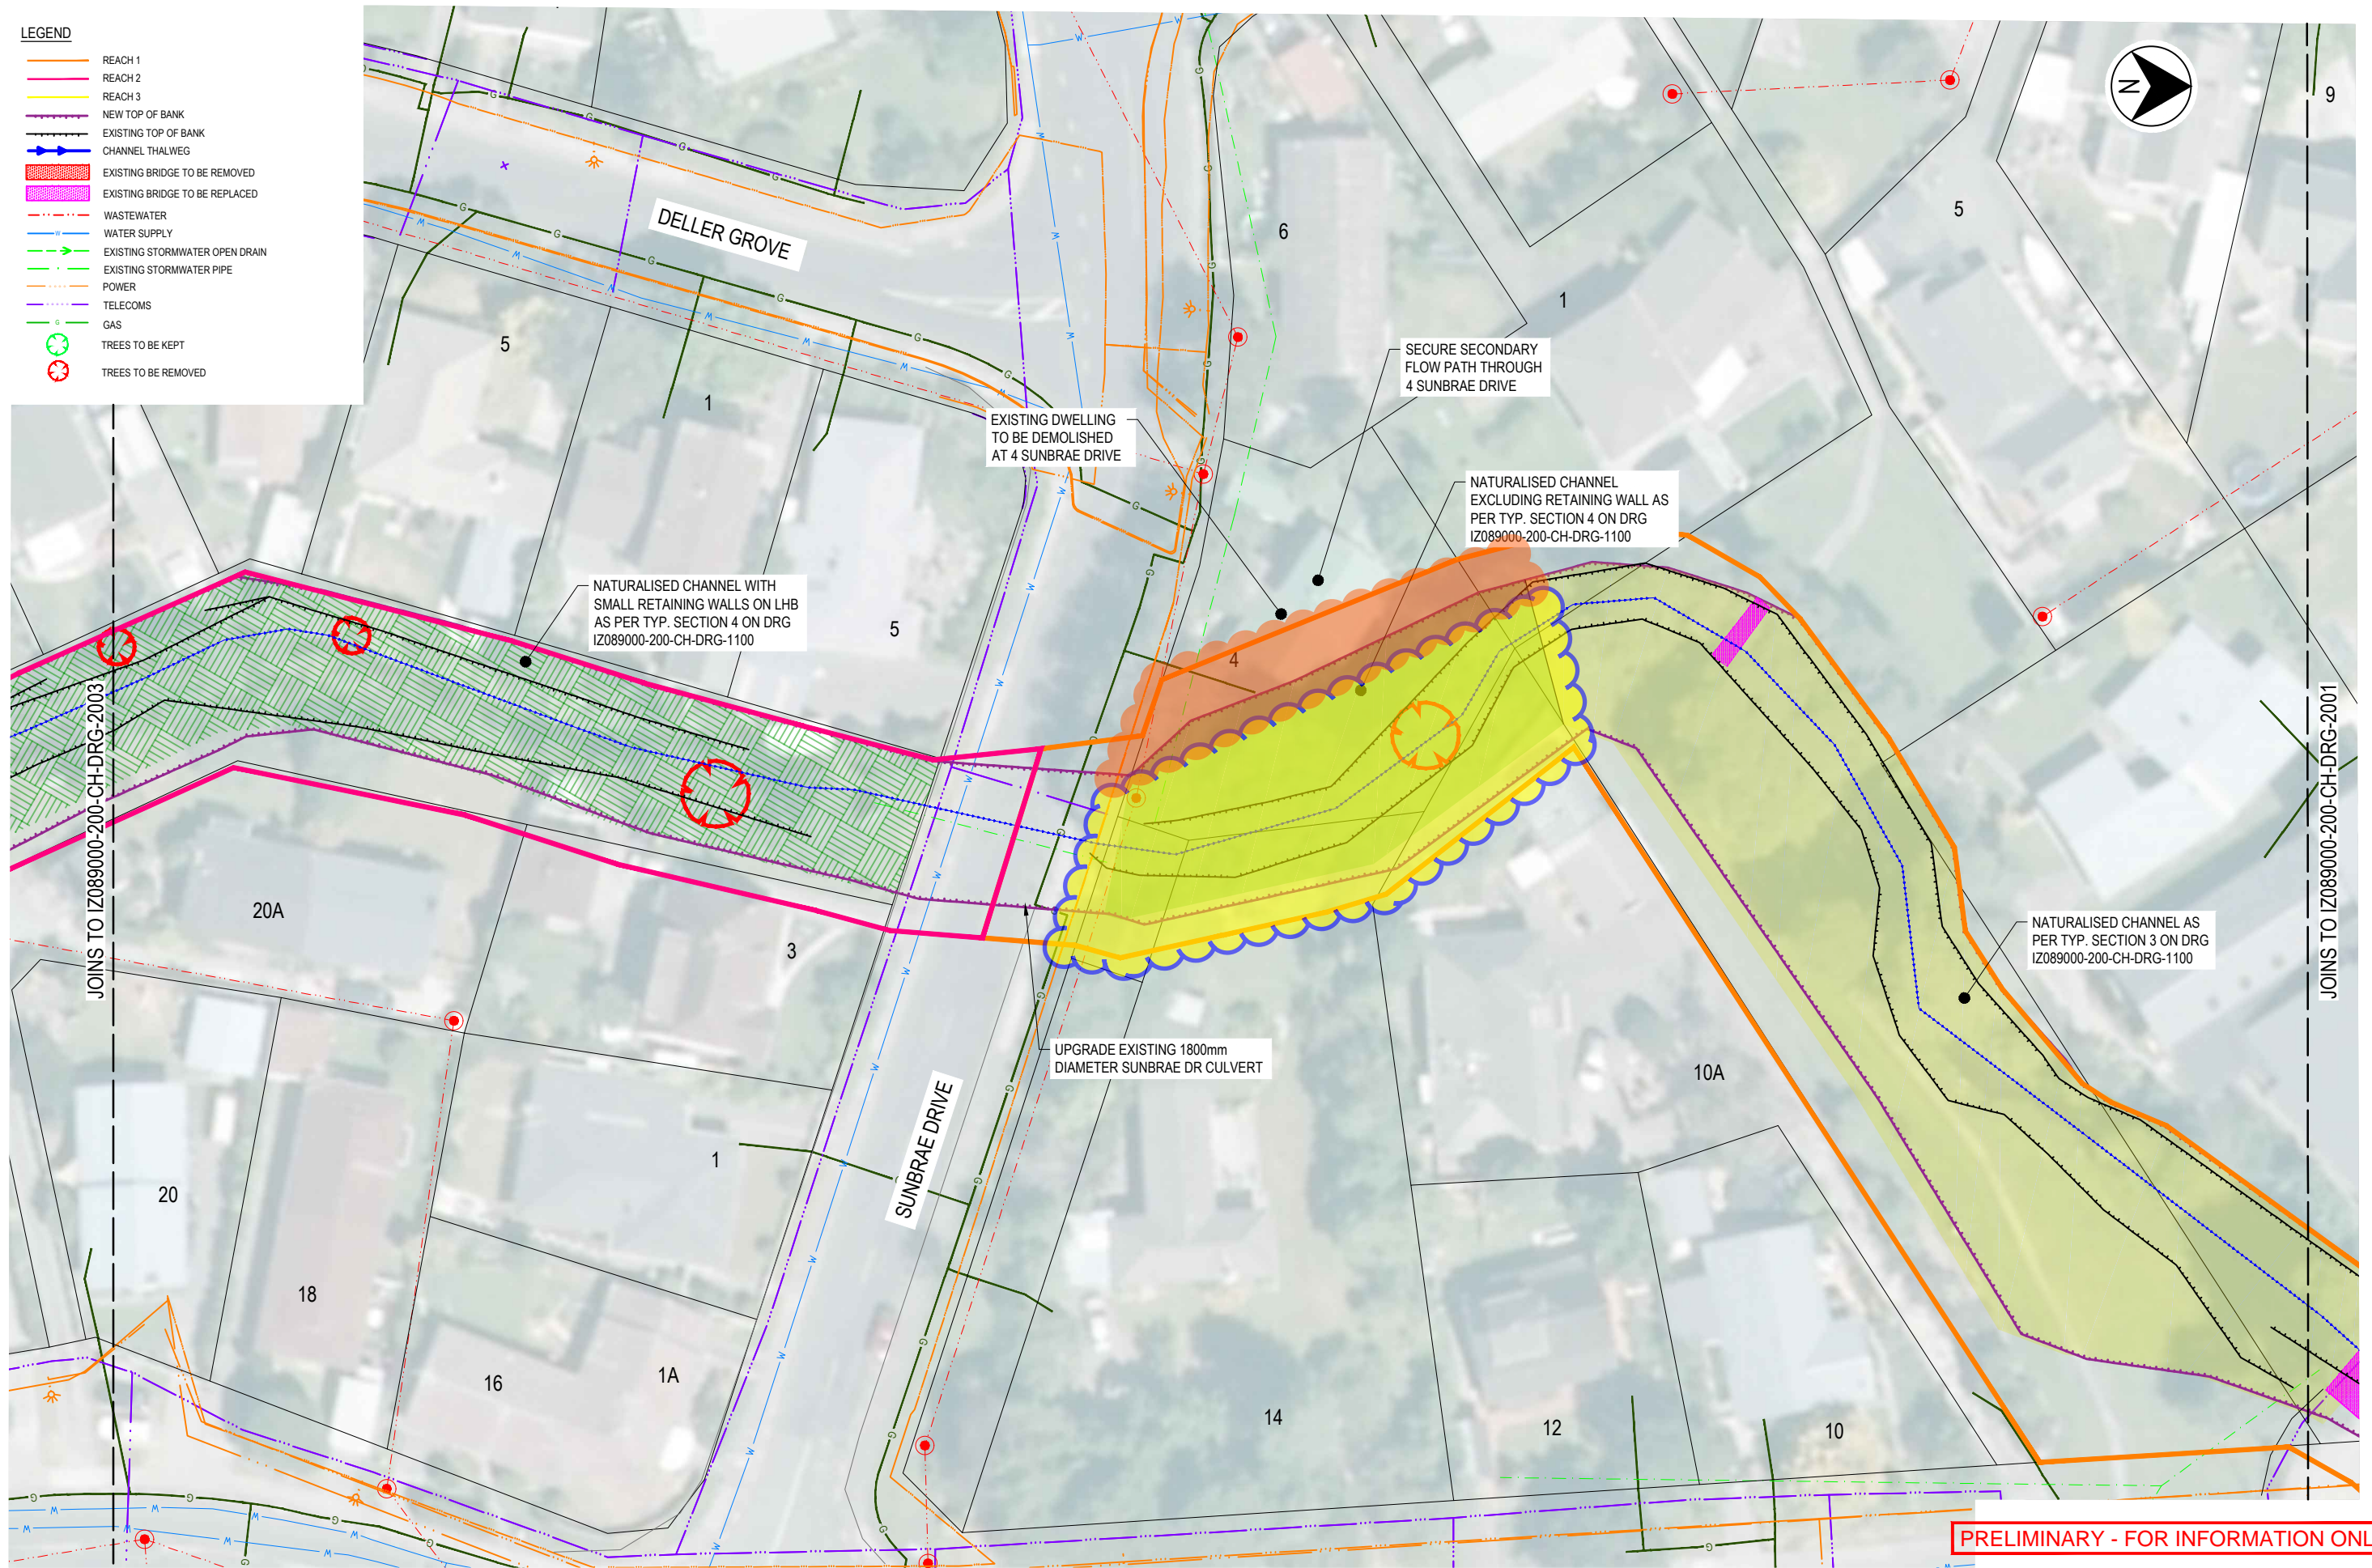 LEGEND
REACH 1
REACH 2
REACH 3
NEW TOP OF BANK
EXISTING TOP OF BANK
CHANNEL THALWEG
EXISTING BRIDGE TO BE REMOVED
EXISTING BRIDGE TO BE REPLACED
WASTEWATER
WATER SUPPLY
EXISTING STORMWATER OPEN DRAIN
EXISTING STORMWATER PIPE
POWER
TELECOMS
GAS
TREES TO BE KEPT
TREES TO BE REMOVED
N
9
5
6
1
DELLER GROVE
5
1
SECURE SECONDARY
FLOW PATH THROUGH
4 SUNBRAE DRIVE
EXISTING DWELLING
TO BE DEMOLISHED
AT 4 SUNBRAE DRIVE
NATURALISED CHANNEL
EXCLUDING RETAINING WALL AS
PER TYP. SECTION 4 ON DRG
IZ089000-200-CH-DRG-1100
NATURALISED CHANNEL WITH
SMALL RETAINING WALLS ON LHB
AS PER TYP. SECTION 4 ON DRG
IZ089000-200-CH-DRG-1100
5
4
JOINS TO IZ089000-200-CH-DRG-2003
JOINS TO IZ089000-200-CH-DRG-2001
20A
3
NATURALISED CHANNEL AS
PER TYP. SECTION 3 ON DRG
IZ089000-200-CH-DRG-1100
UPGRADE EXISTING 1800mm
DIAMETER SUNBRAE DR CULVERT
10A
SUNBRAE DRIVE
1
20
18
16
1A
14
12
10
PRELIMINARY - FOR INFORMATION ONL